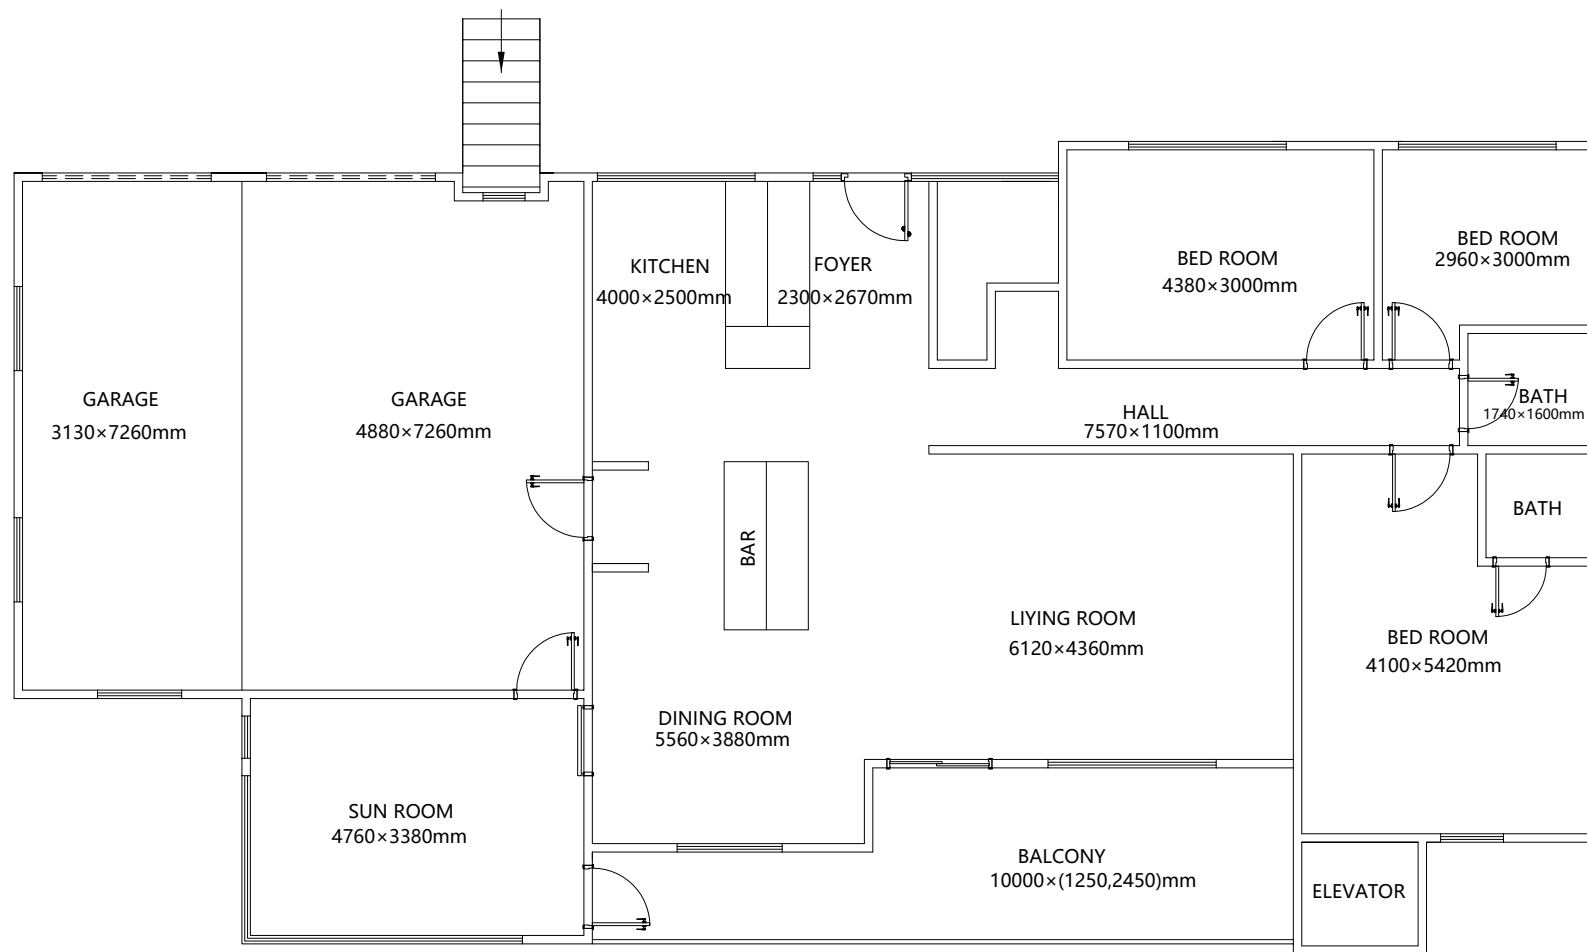 KITCHEN
4000×2500mm
FOYER
2300×2670mm
BED ROOM
4380×3000mm
BED ROOM
2960×3000mm
GARAGE
3130×7260mm
GARAGE
4880×7260mm
HALL
7570×1100mm
BATH
1740×1600mm
BATH
BAR
LIYING ROOM
6120×4360mm
BED ROOM
4100×5420mm
DINING ROOM
5560×3880mm
SUN ROOM
4760×3380mm
BALCONY
10000×(1250,2450)mm
ELEVATOR